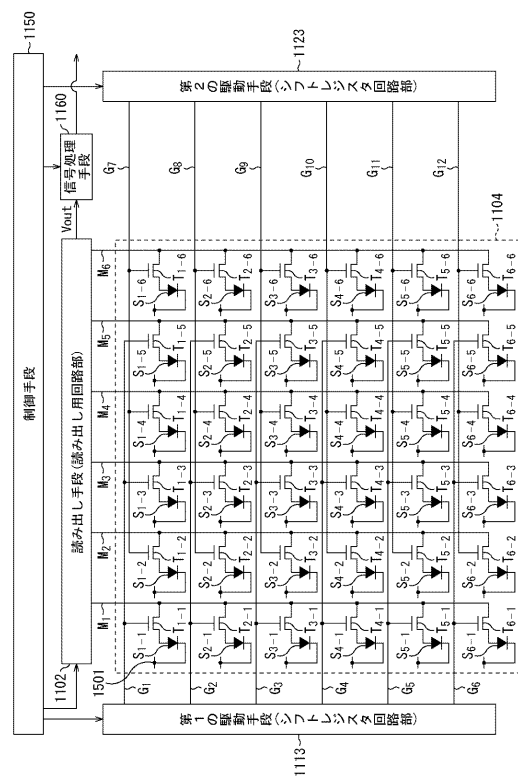 1150
制御手段
1102
読み出し手段(読み出し用回路部)
Vout
1160
信号処理
手段
1113
第1の駆動手段(シフトレジスタ回路部)
1123
第2の駆動手段(シフトレジスタ回路部)
1104
1501
M1 M2 M3 M4 M5 M6
G1 G7
S1-1 S1-2 S1-3 S1-4 S1-5 S1-6
T1-1 T1-2 T1-3 T1-4 T1-5 T1-6
G2 G8
S2-1 S2-2 S2-3 S2-4 S2-5 S2-6
T2-1 T2-2 T2-3 T2-4 T2-5 T2-6
G3 G9
S3-1 S3-2 S3-3 S3-4 S3-5 S3-6
T3-1 T3-2 T3-3 T3-4 T3-5 T3-6
G4 G10
S4-1 S4-2 S4-3 S4-4 S4-5 S4-6
T4-1 T4-2 T4-3 T4-4 T4-5 T4-6
G5 G11
S5-1 S5-2 S5-3 S5-4 S5-5 S5-6
T5-1 T5-2 T5-3 T5-4 T5-5 T5-6
G6 G12
S6-1 S6-2 S6-3 S6-4 S6-5 S6-6
T6-1 T6-2 T6-3 T6-4 T6-5 T6-6